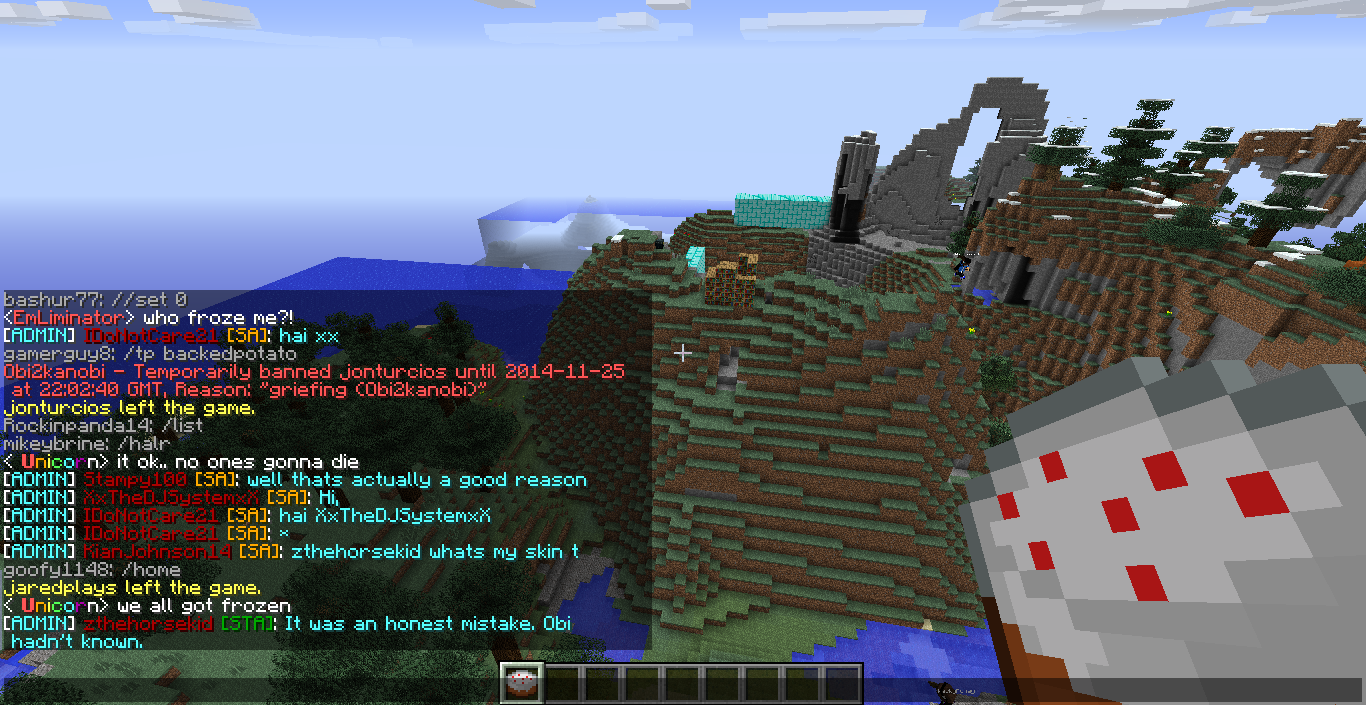 bashur77: //set 0
<EmLiminator> who froze me?!
[ADMIN] IDoNotCare21 [SA]: hai xx
gamerguy8: /tp backedpotato
Obi2kanobi - Temporarily banned jonturcios until 2014-11-25
at 22:02:40 GMT, Reason: "griefing (Obi2kanobi)"
jonturcios left the game.
Rockinpanda14: /list
mikeybrine: /halr
< Unicorn> it ok.. no ones gonna die
[ADMIN] Stampy100 [SA]: well thats actually a good reason
[ADMIN] XxTheDJSystemxX [SA]: Hi,
[ADMIN] IDoNotCare21 [SA]: hai XxTheDJSystemxX
[ADMIN] IDoNotCare21 [SA]: *
[ADMIN] KianJohnson14 [SA]: zthehorsekid whats my skin t
goofy1148: /home
jaredplays left the game.
< Unicorn> we all got frozen
[ADMIN] zthehorsekid [STA]: It was an honest mistake. Obi
hadn't known.